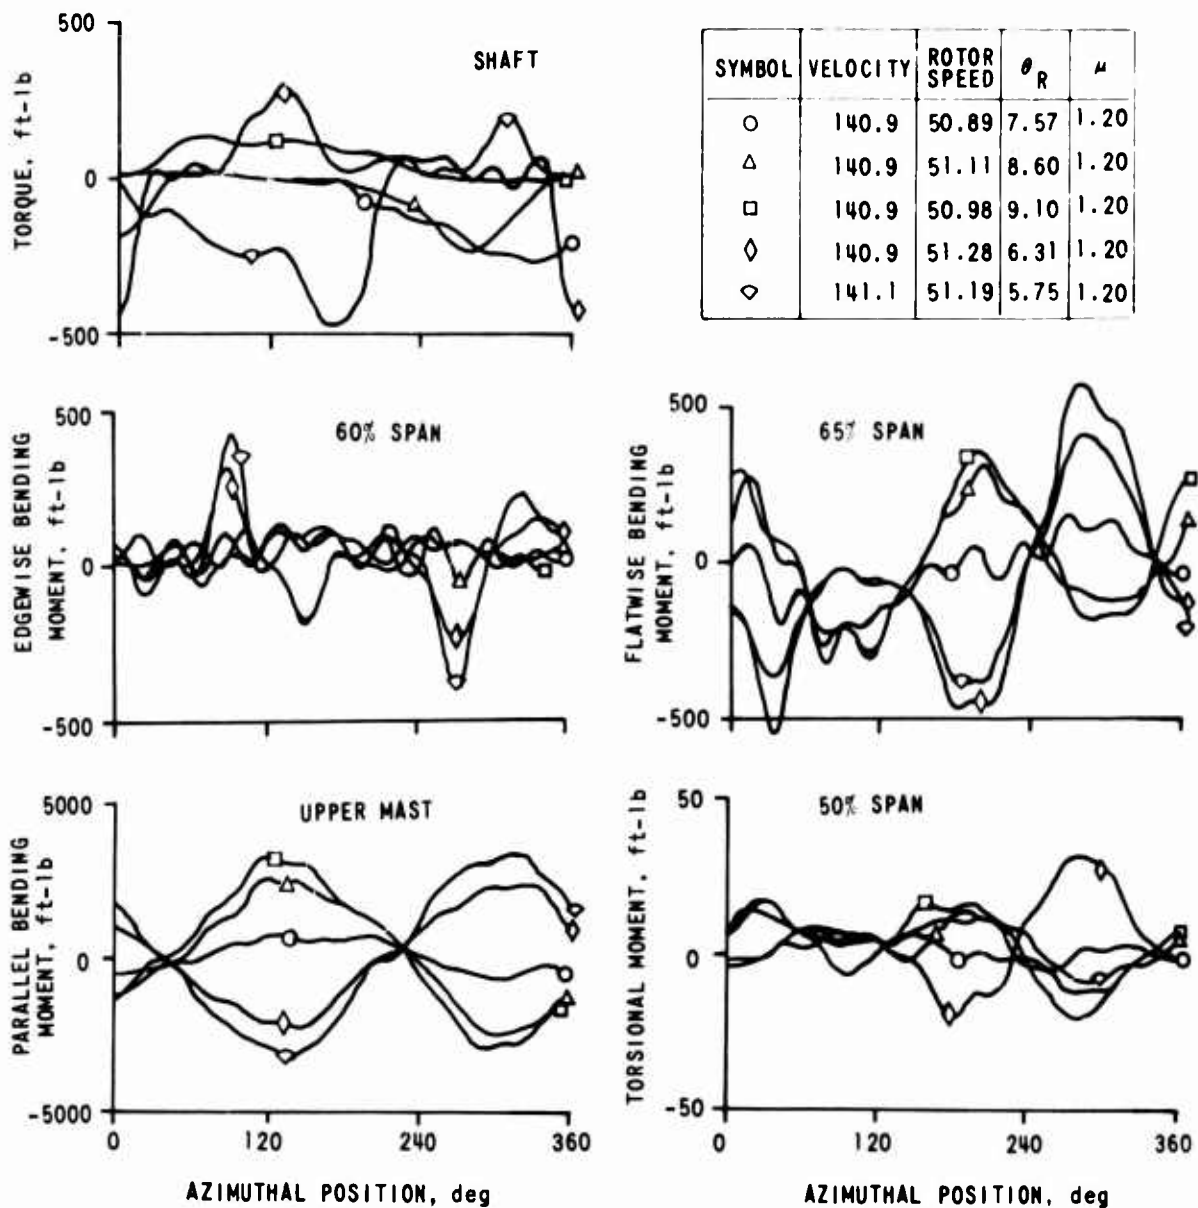 500
0
-500
TORQUE, ft-lb
SHAFT
SYMBOL VELOCITY ROTOR SPEED θR μ
140.9 50.89 7.57 1.20
140.9 51.11 8.60 1.20
140.9 50.98 9.10 1.20
140.9 51.28 6.31 1.20
141.1 51.19 5.75 1.20
500
0
-500
EDGEWISE BENDING
MOMENT, ft-lb
60% SPAN
500
0
-500
FLATWISE BENDING
MOMENT, ft-lb
65% SPAN
5000
0
-5000
PARALLEL BENDING
MOMENT, ft-lb
UPPER MAST
0 120 240 360
AZIMUTHAL POSITION, deg
50
0
-50
TORSIONAL MOMENT, ft-lb
50% SPAN
0 120 240 360
AZIMUTHAL POSITION, deg